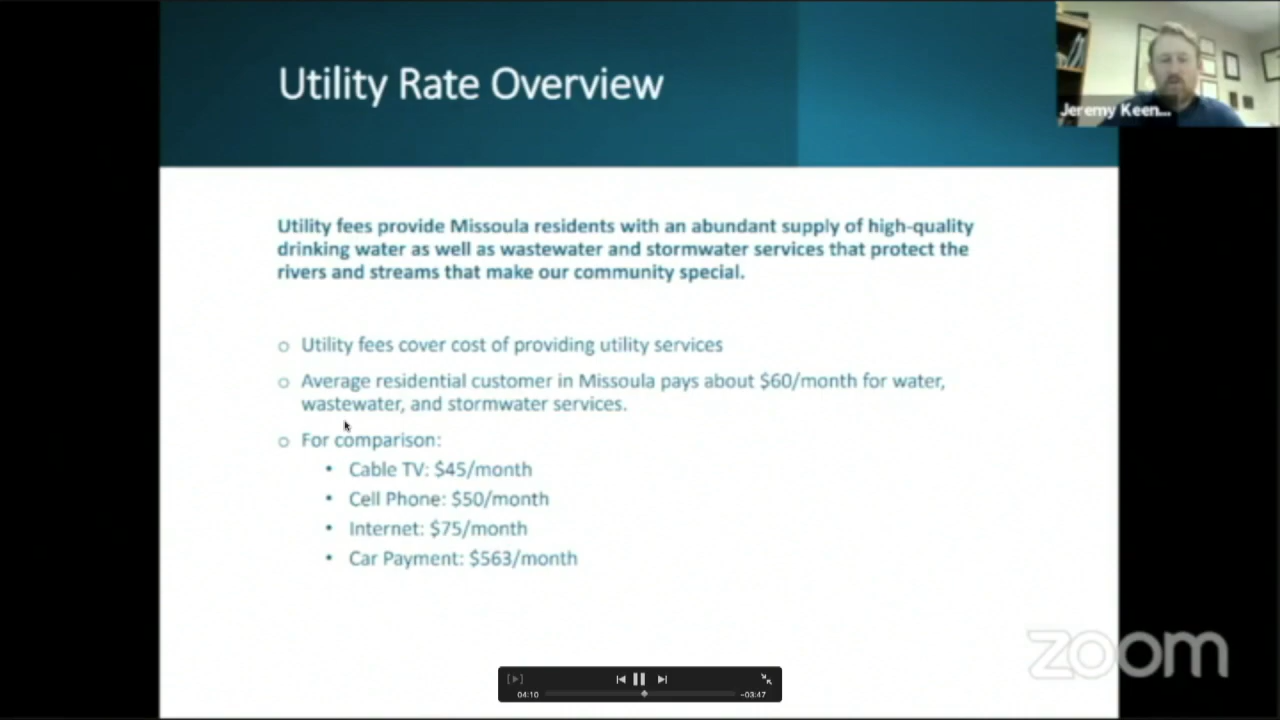 Utility Rate Overview
Jeremy Keen...
Utility fees provide Missoula residents with an abundant supply of high-quality
drinking water as well as wastewater and stormwater services that protect the
rivers and streams that make our community special.
o Utility fees cover cost of providing utility services
o Average residential customer in Missoula pays about $60/month for water,
wastewater, and stormwater services.
o For comparison:
• Cable TV: $45/month
• Cell Phone: $50/month
• Internet: $75/month
• Car Payment: $563/month
zoom
04:10
-03:47